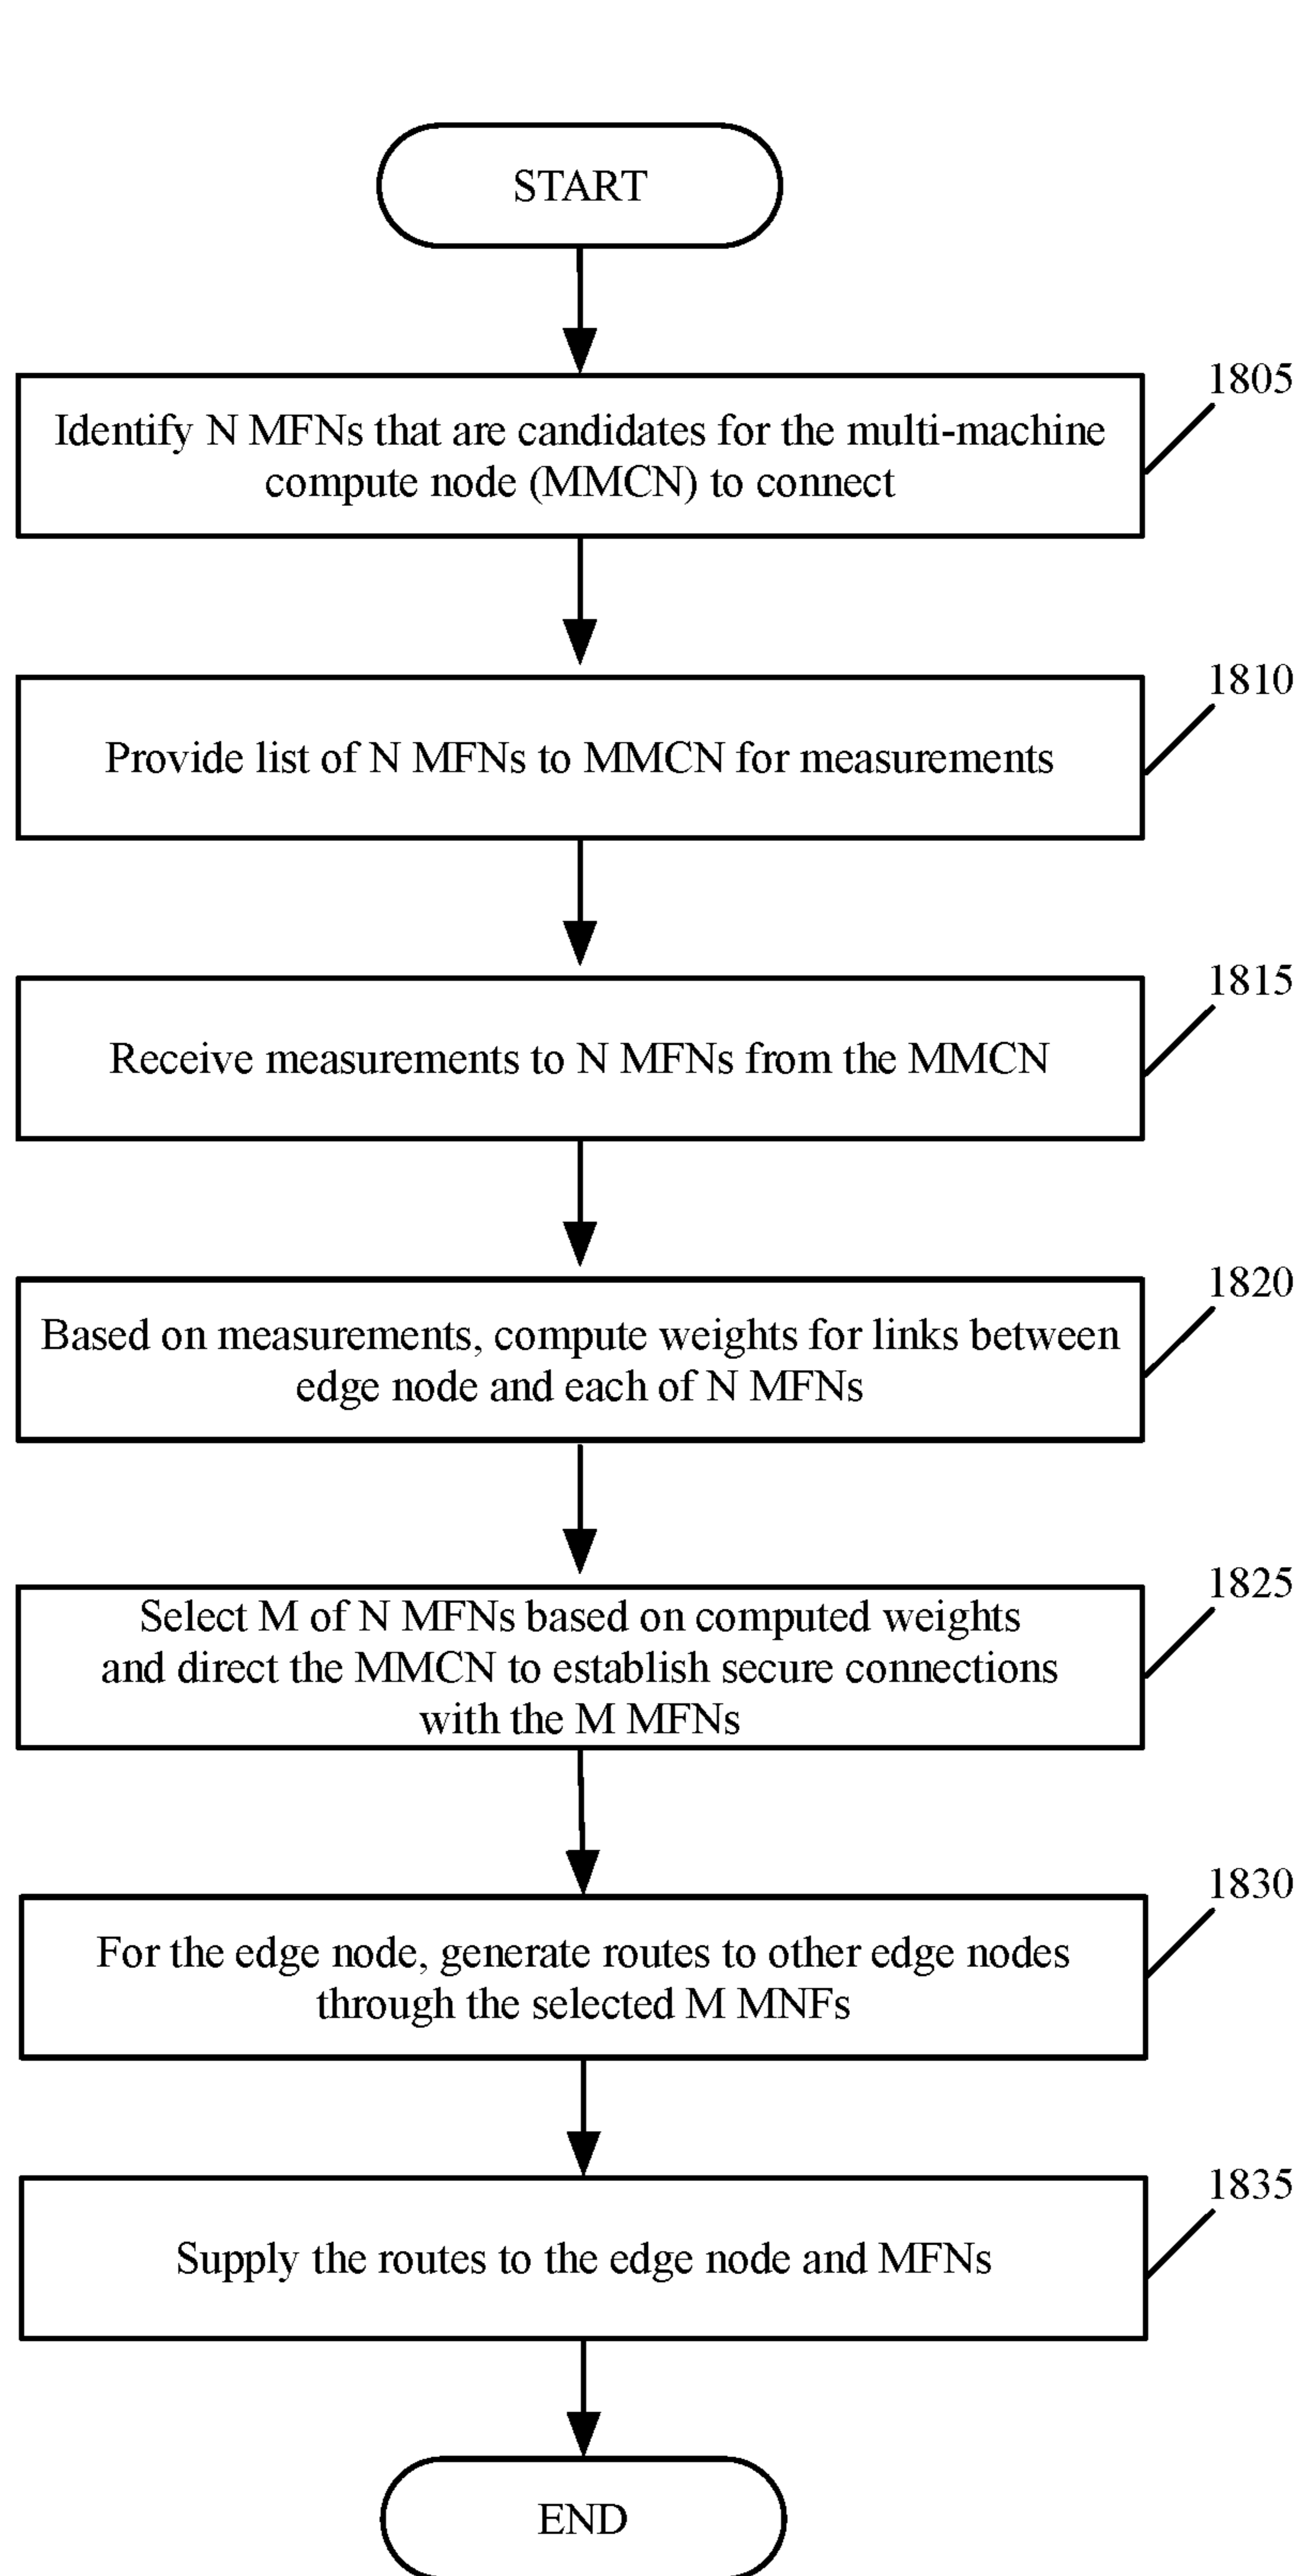 START
1805
Identify N MFNs that are candidates for the multi-machine
compute node (MMCN) to connect
1810
Provide list of N MFNs to MMCN for measurements
1815
Receive measurements to N MFNs from the MMCN
1820
Based on measurements, compute weights for links between
edge node and each of N MFNs
1825
Select M of N MFNs based on computed weights
and direct the MMCN to establish secure connections
with the M MFNs
1830
For the edge node, generate routes to other edge nodes
through the selected M MNFs
1835
Supply the routes to the edge node and MFNs
END